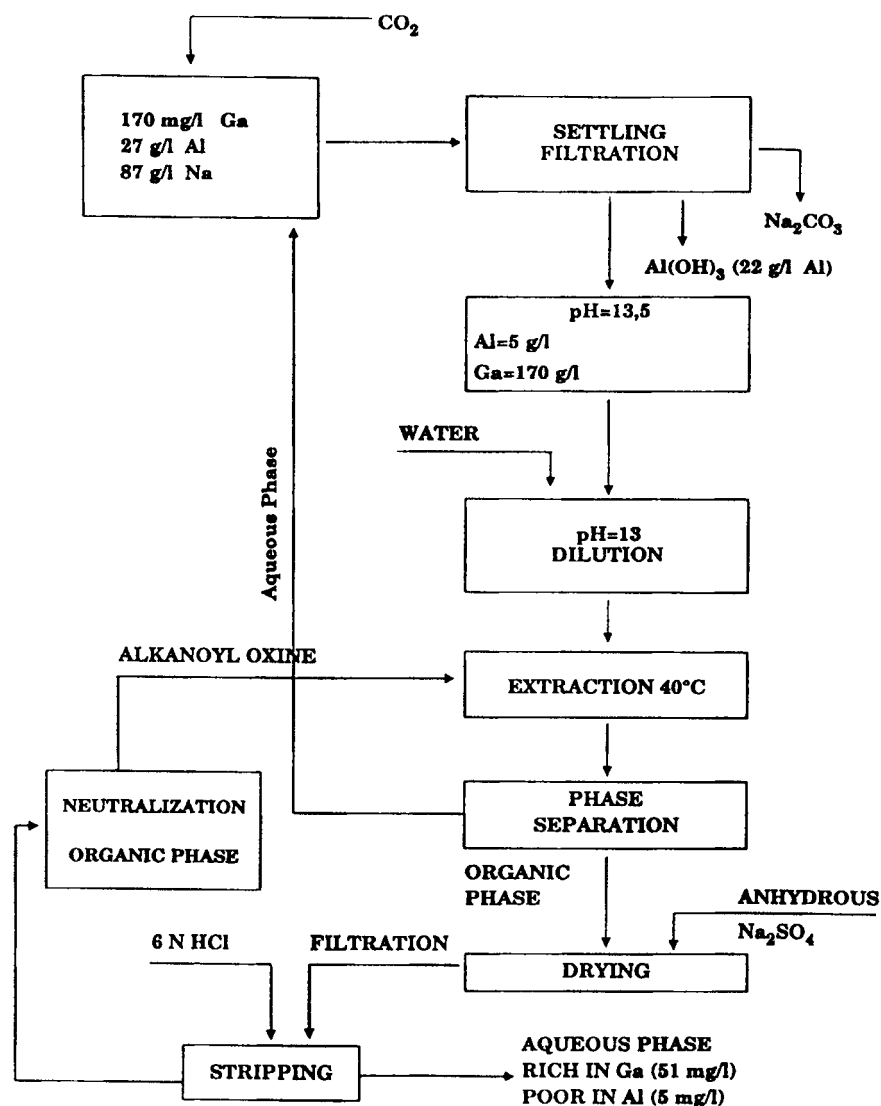 CO₂
170 mg/l Ga
27 g/l Al
87 g/l Na
SETTLING
FILTRATION
Na₂CO₃
Al(OH)₃ (22 g/l Al)
pH=13,5
Al=5 g/l
Ga=170 g/l
WATER
Aqueous Phase
pH=13
DILUTION
ALKANOYL OXINE
EXTRACTION 40°C
NEUTRALIZATION
ORGANIC PHASE
PHASE
SEPARATION
ORGANIC
PHASE
ANHYDROUS
Na₂SO₄
6 N HCl
FILTRATION
DRYING
STRIPPING
AQUEOUS PHASE
RICH IN Ga (51 mg/l)
POOR IN Al (5 mg/l)